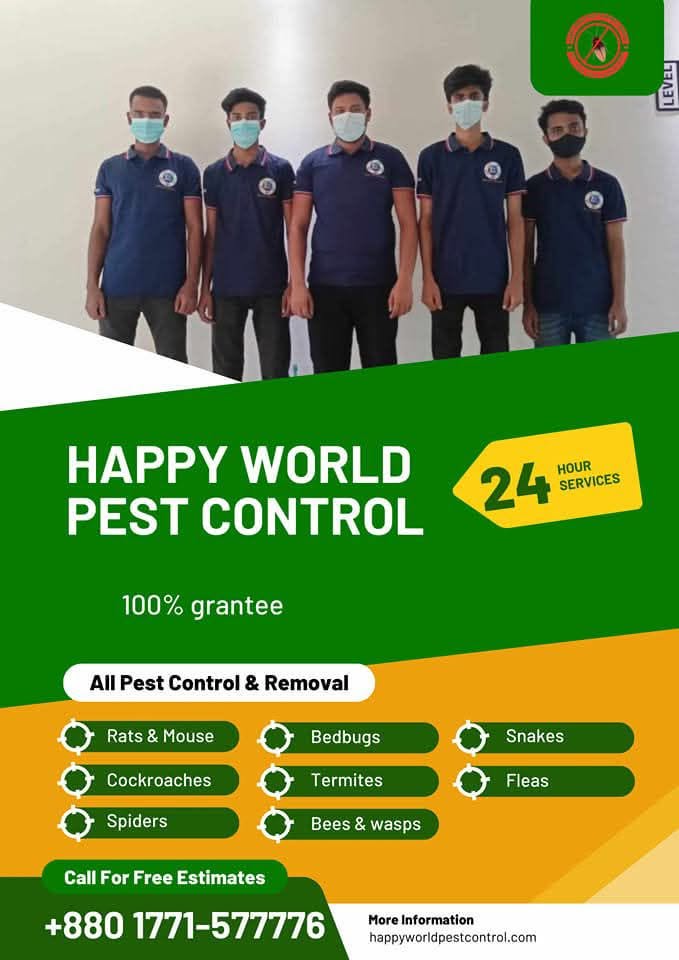 LEVEL
HAPPY WORLD
PEST CONTROL
24 HOUR
SERVICES
100% grantee
All Pest Control & Removal
Rats & Mouse
Bedbugs
Snakes
Cockroaches
Termites
Fleas
Spiders
Bees & wasps
Call For Free Estimates
+880 1771-577776
More Information
happyworldpestcontrol.com